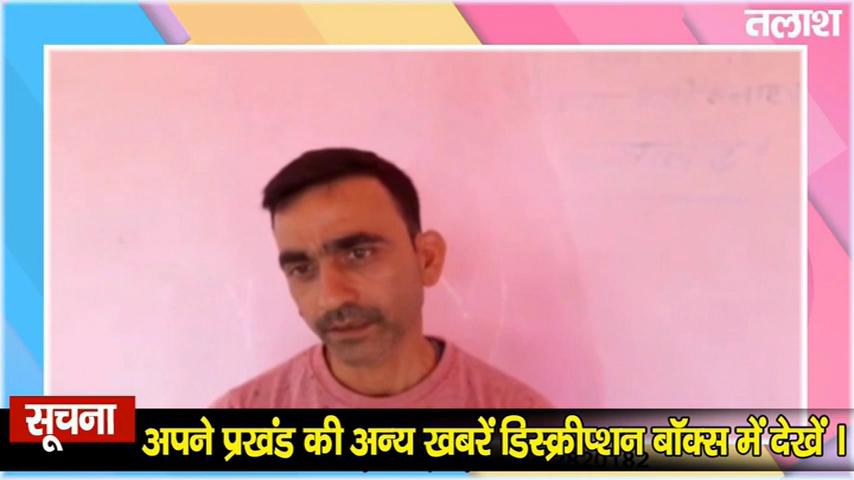 तलाश
सूचना
अपने प्रखंड की अन्य खबरें डिस्क्रीप्शन बॉक्स में देखें ।